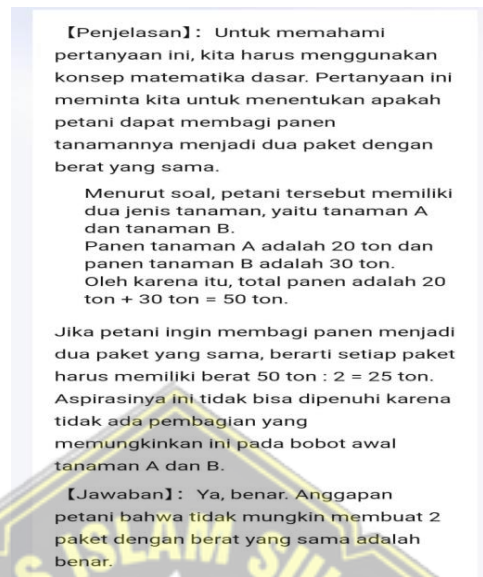 【Penjelasan】: Untuk memahami
pertanyaan ini, kita harus menggunakan
konsep matematika dasar. Pertanyaan ini
meminta kita untuk menentukan apakah
petani dapat membagi panen
tanamannya menjadi dua paket dengan
berat yang sama.
Menurut soal, petani tersebut memiliki
dua jenis tanaman, yaitu tanaman A
dan tanaman B.
Panen tanaman A adalah 20 ton dan
panen tanaman B adalah 30 ton.
Oleh karena itu, total panen adalah 20
ton + 30 ton = 50 ton.
Jika petani ingin membagi panen menjadi
dua paket yang sama, berarti setiap paket
harus memiliki berat 50 ton : 2 = 25 ton.
Aspirasinya ini tidak bisa dipenuhi karena
tidak ada pembagian yang
memungkinkan ini pada bobot awal
tanaman A dan B.
【Jawaban】: Ya, benar. Anggapan
petani bahwa tidak mungkin membuat 2
paket dengan berat yang sama adalah
benar.